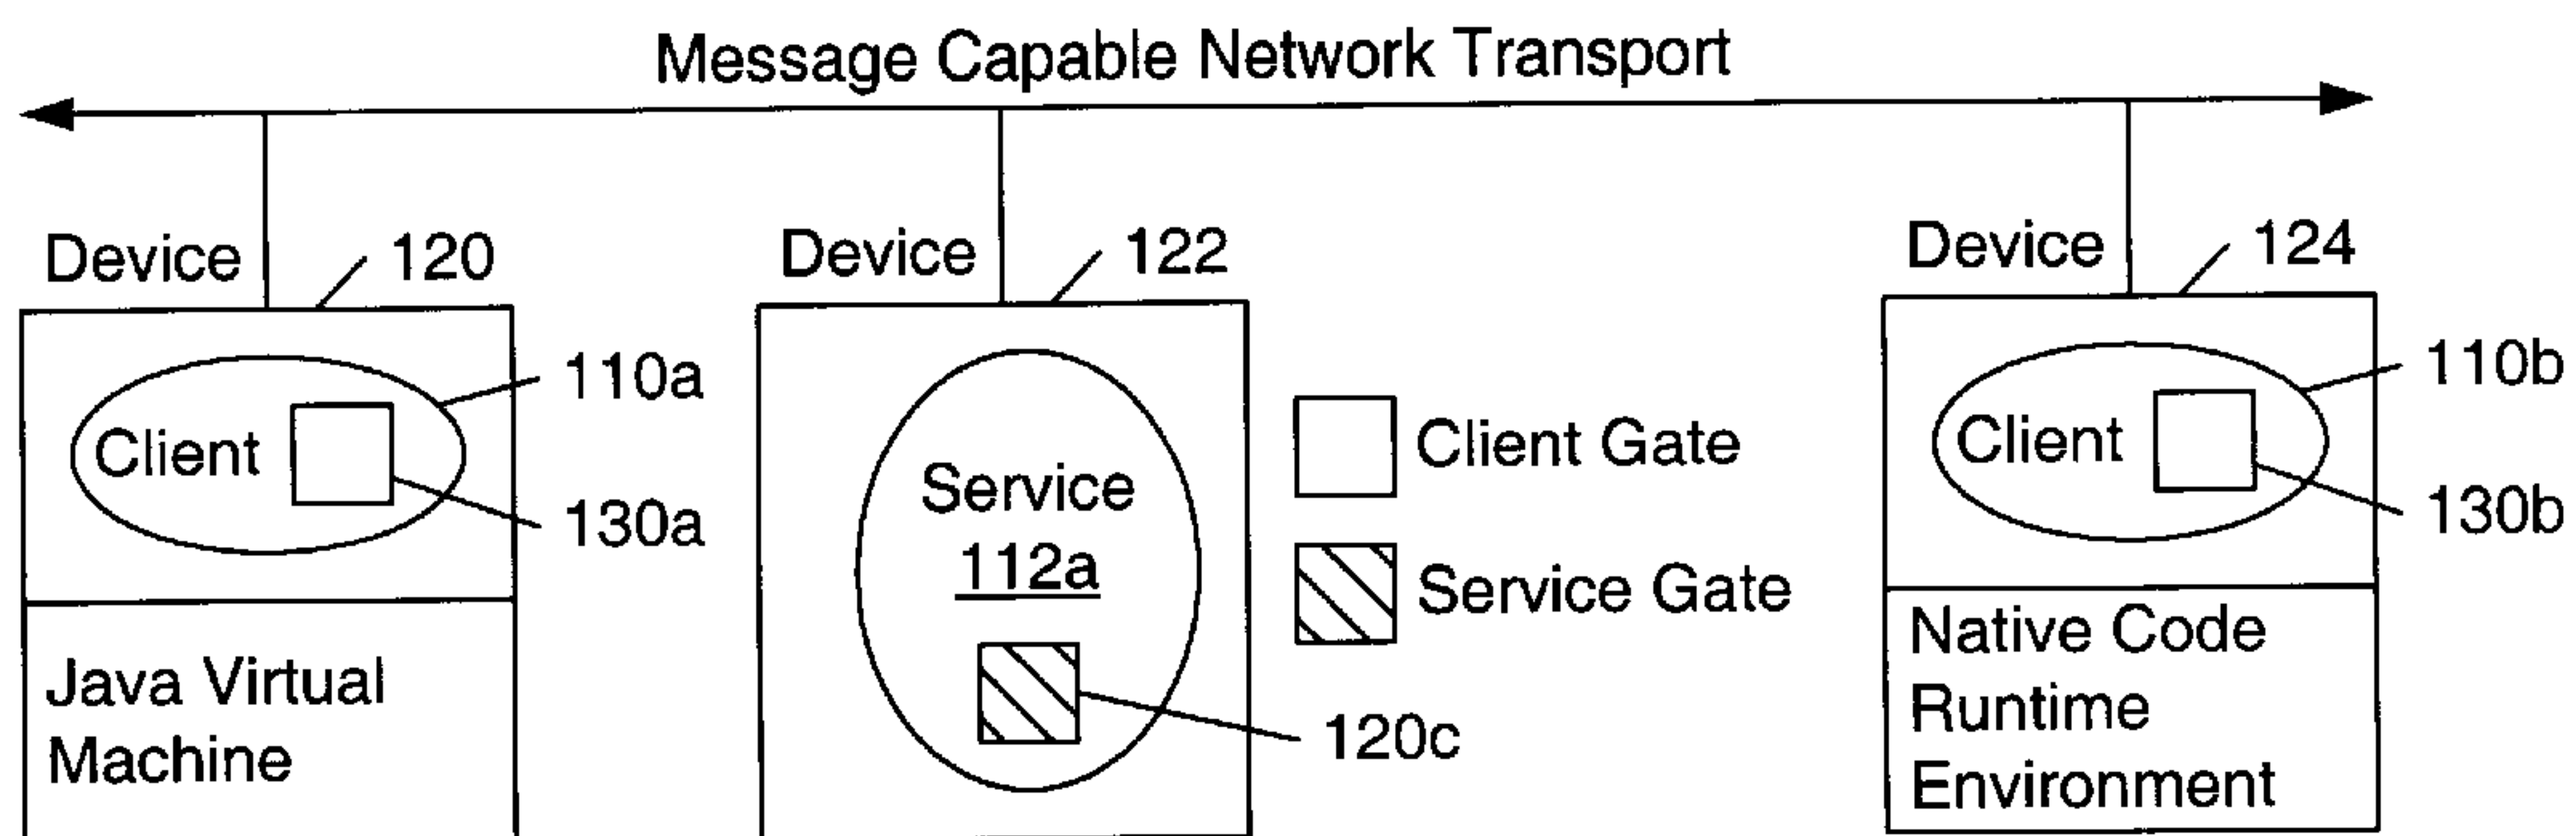 Message Capable Network Transport
Device
120
Device
122
Device
124
110a
Client
130a
Service
112a
120c
Client Gate
Service Gate
110b
Client
130b
Java Virtual
Machine
Native Code
Runtime
Environment